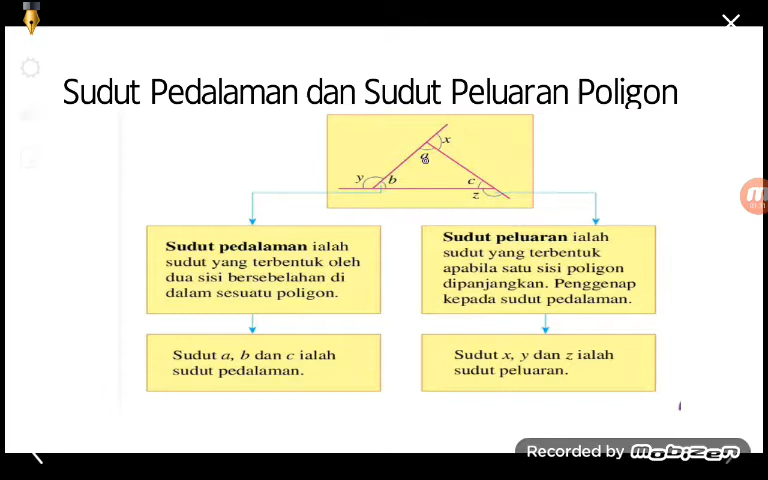 Sudut Pedalaman dan Sudut Peluaran Poligon
x
a
y
b
c
z
Sudut pedalaman ialah
sudut yang terbentuk oleh
dua sisi bersebelahan di
dalam sesuatu poligon.
Sudut peluaran ialah
sudut yang terbentuk
apabila satu sisi poligon
dipanjangkan. Penggenap
kepada sudut pedalaman.
Sudut a, b dan c ialah
sudut pedalaman.
Sudut x, y dan z ialah
sudut peluaran.
Recorded by mobizen